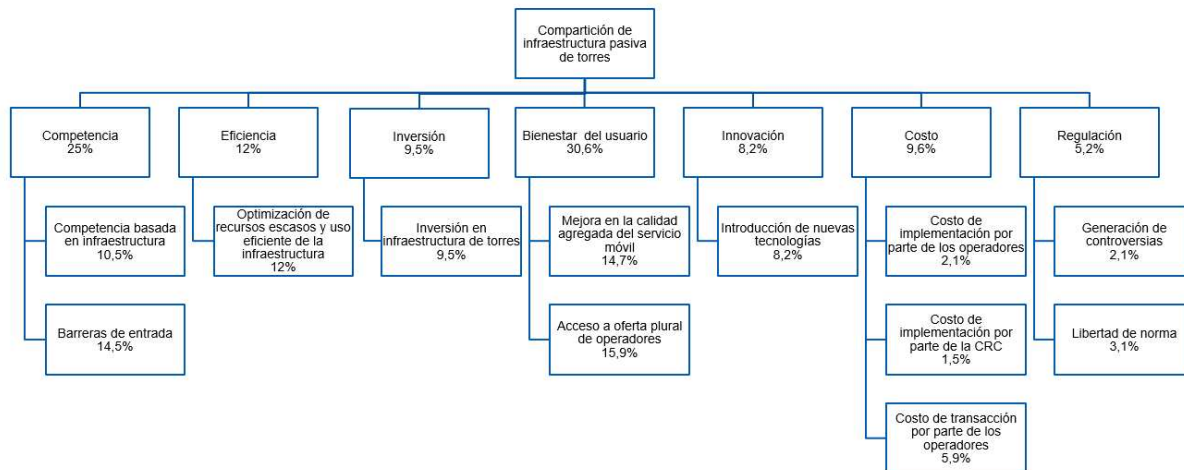 Compartición de
infraestructura pasiva
de torres
Competencia
25%
Eficiencia
12%
Inversión
9,5%
Bienestar del usuario
30,6%
Innovación
8,2%
Costo
9,6%
Regulación
5,2%
Competencia basada
en infraestructura
10,5%
Optimización de
recursos escasos y uso
eficiente de la
infraestructura
12%
Inversión en
infraestructura de torres
9,5%
Mejora en la calidad
agregada del servicio
móvil
14,7%
Introducción de nuevas
tecnologías
8,2%
Costo de
implementación por
parte de los operadores
2,1%
Generación de
controversias
2,1%
Barreras de entrada
14,5%
Acceso a oferta plural
de operadores
15,9%
Costo de
implementación por
parte de la CRC
1,5%
Libertad de norma
3,1%
Costo de transacción
por parte de los
operadores
5,9%